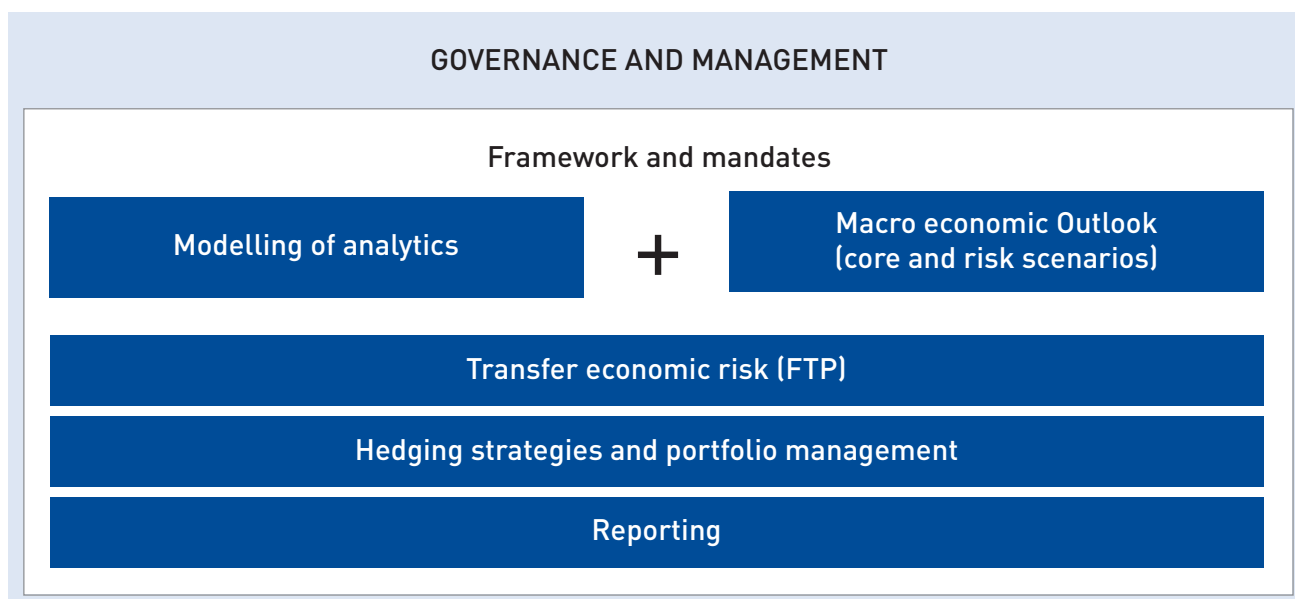 GOVERNANCE AND MANAGEMENT
Framework and mandates
Modelling of analytics
+
Macro economic Outlook
(core and risk scenarios)
Transfer economic risk (FTP)
Hedging strategies and portfolio management
Reporting